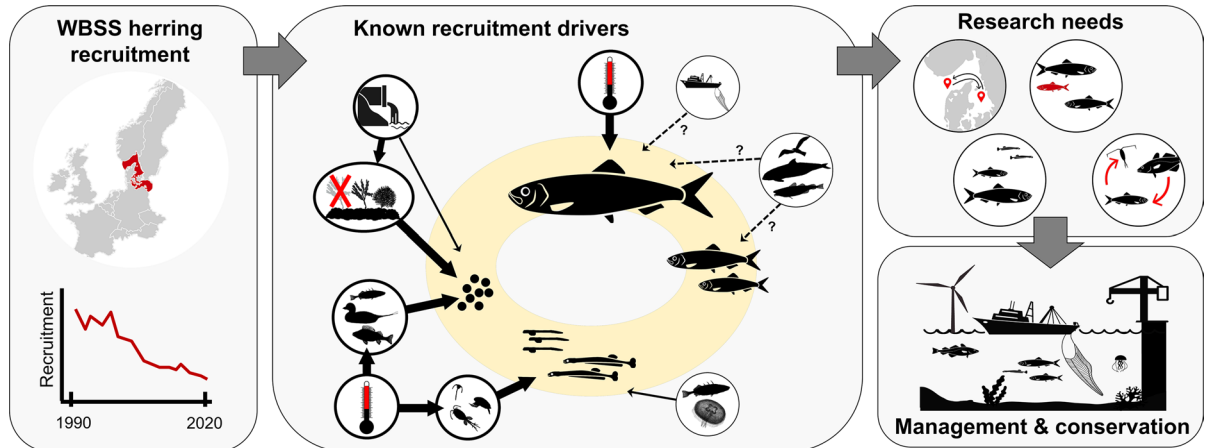 WBSS herring
recruitment
Recruitment
1990
2020
Known recruitment drivers
?
?
?
Research needs
Management & conservation